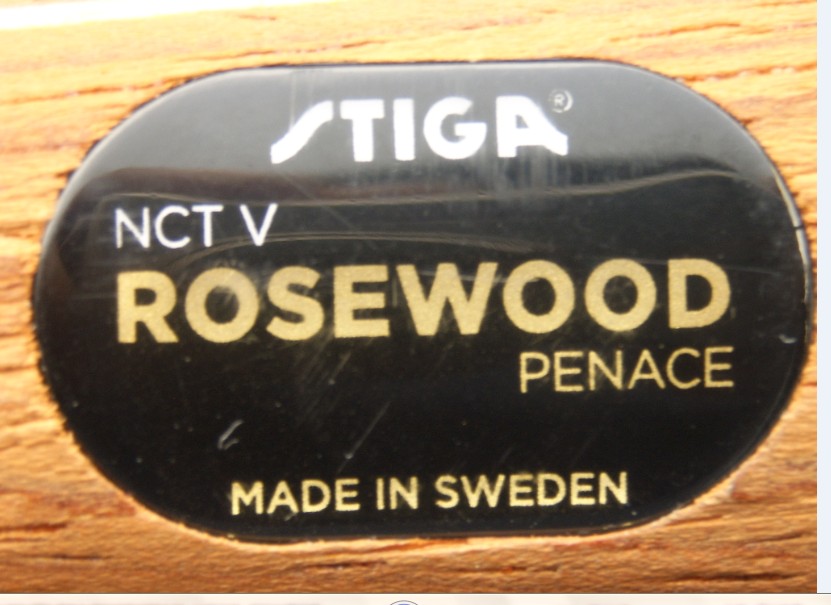 STIGA®
NCT V
ROSEWOOD
PENACE
MADE IN SWEDEN